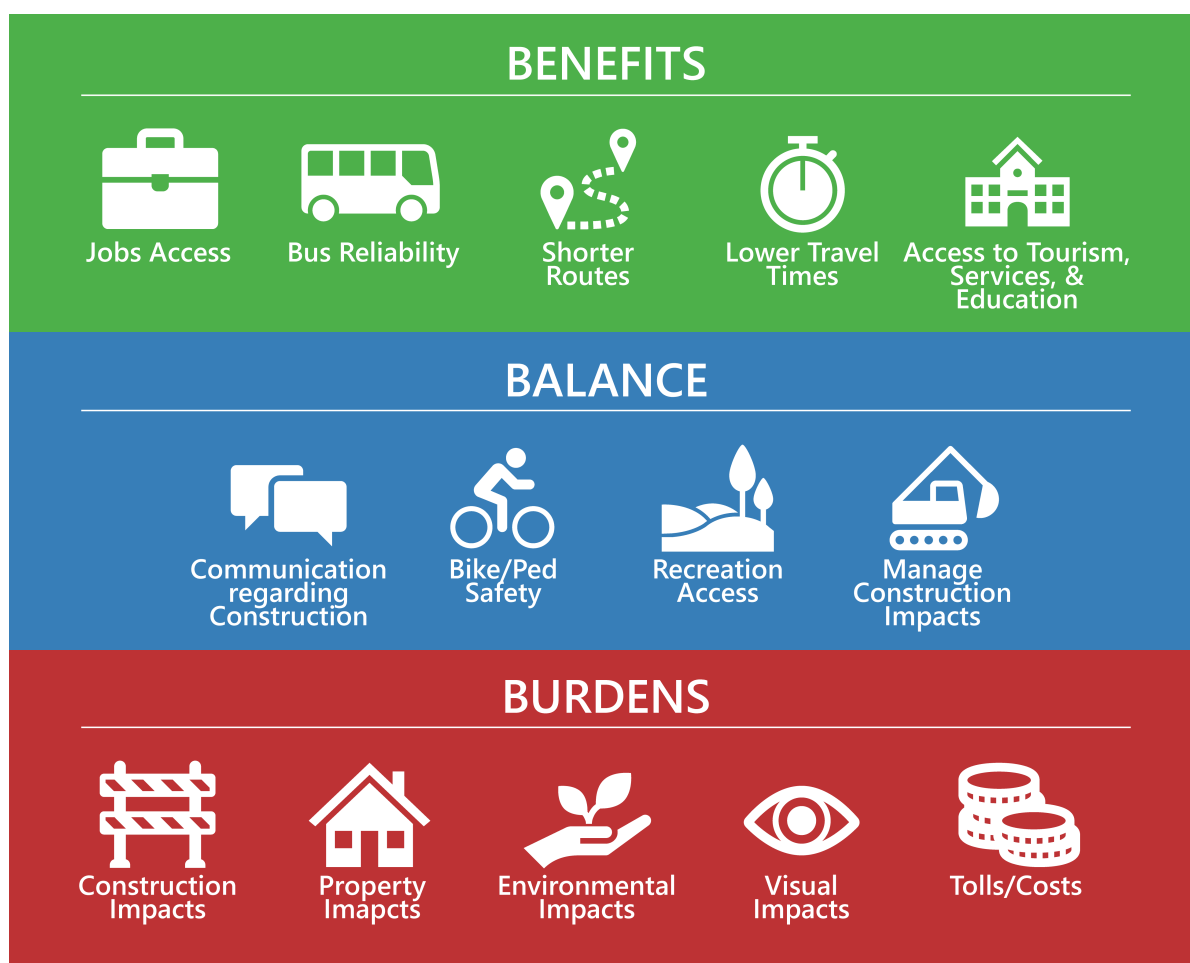 BENEFITS
Jobs Access
Bus Reliability
Shorter
Routes
Lower Travel
Times
Access to Tourism,
Services, &
Education
BALANCE
Communication
regarding
Construction
Bike/Ped
Safety
Recreation
Access
Manage
Construction
Impacts
BURDENS
Construction
Impacts
Property
Imapcts
Environmental
Impacts
Visual
Impacts
Tolls/Costs